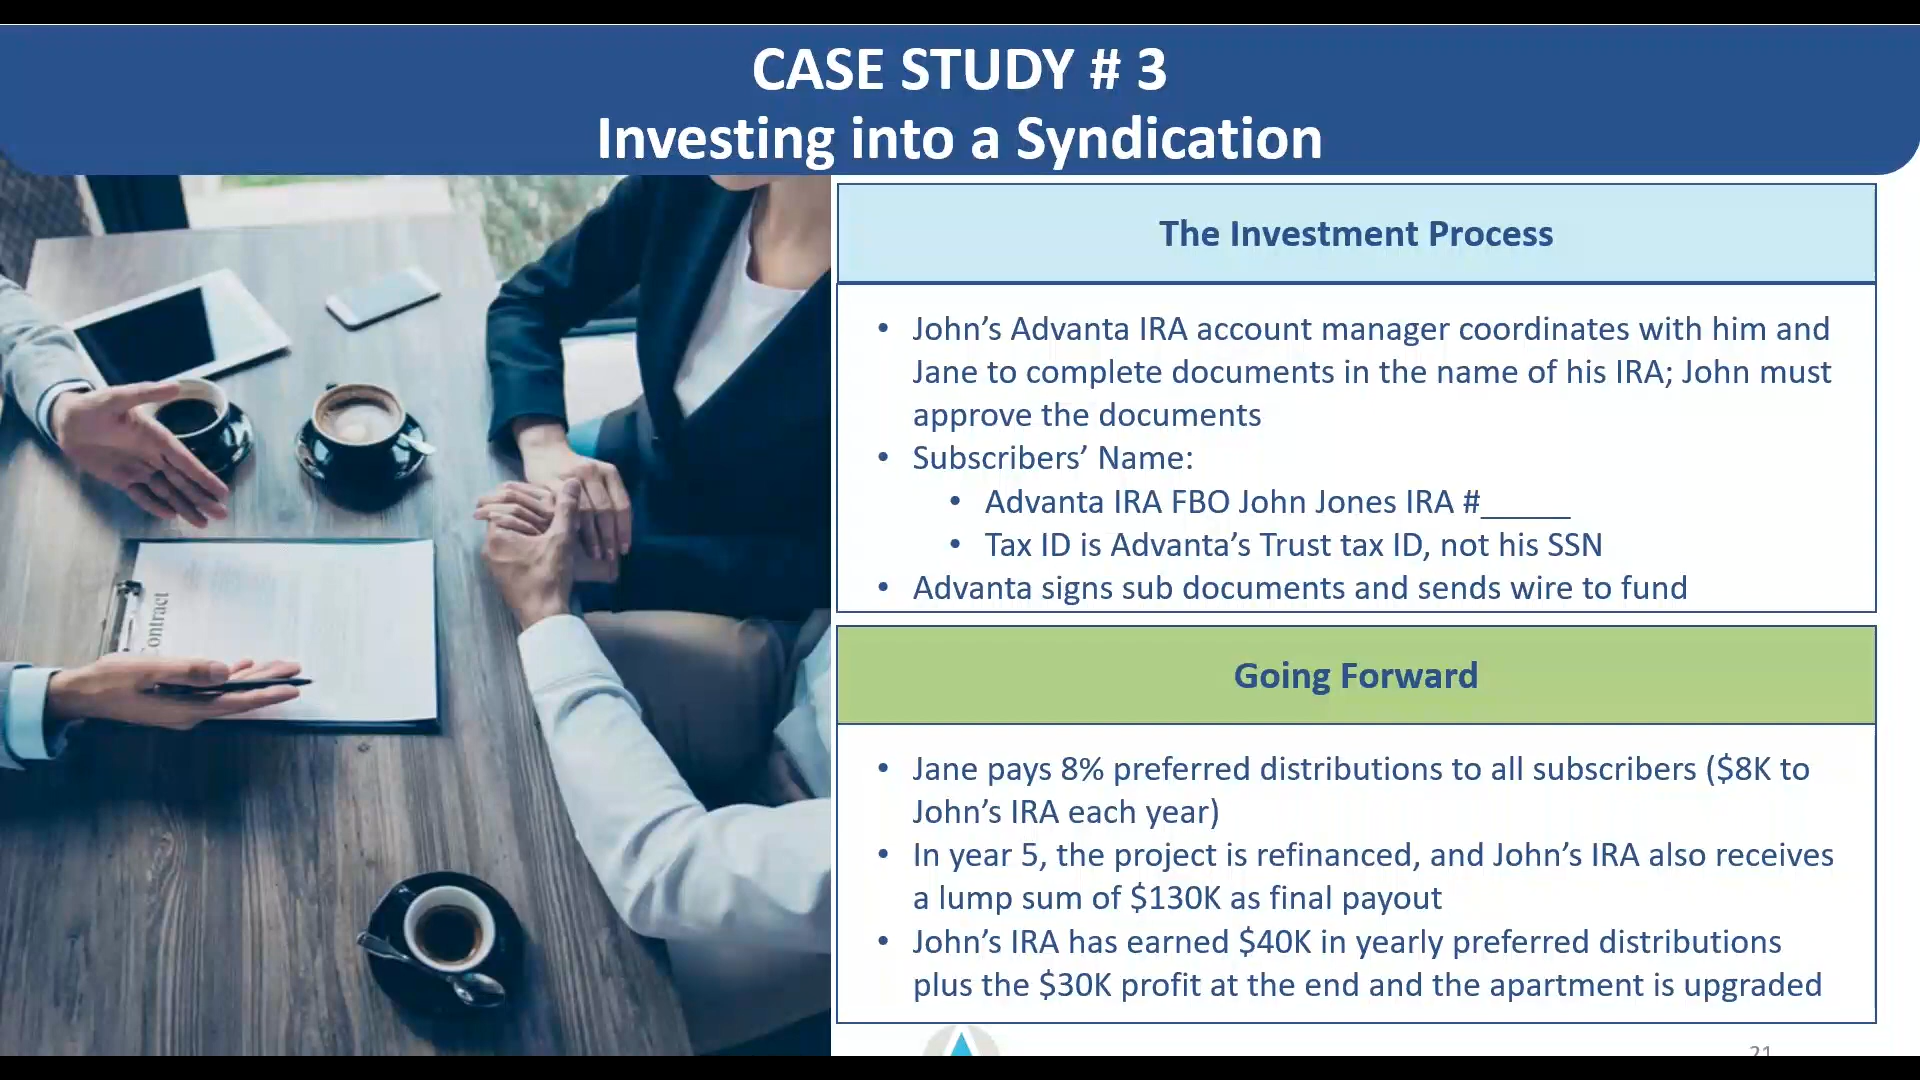 CASE STUDY # 3
Investing into a Syndication
The Investment Process
• John’s Advanta IRA account manager coordinates with him and
Jane to complete documents in the name of his IRA; John must
approve the documents
• Subscribers’ Name:
• Advanta IRA FBO John Jones IRA #_____
• Tax ID is Advanta’s Trust tax ID, not his SSN
• Advanta signs sub documents and sends wire to fund
Going Forward
• Jane pays 8% preferred distributions to all subscribers ($8K to
John’s IRA each year)
• In year 5, the project is refinanced, and John’s IRA also receives
a lump sum of $130K as final payout
• John’s IRA has earned $40K in yearly preferred distributions
plus the $30K profit at the end and the apartment is upgraded
21